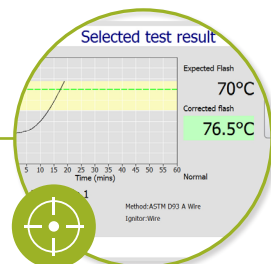 Selected test result
Expected Flash
70°C
Corrected flash
76.5°C
5 10 15 20 25 30 35 40 45 50 55 60
Time (mins)
Normal
1
Method:ASTM D93 A Wire
Ignitor:Wire